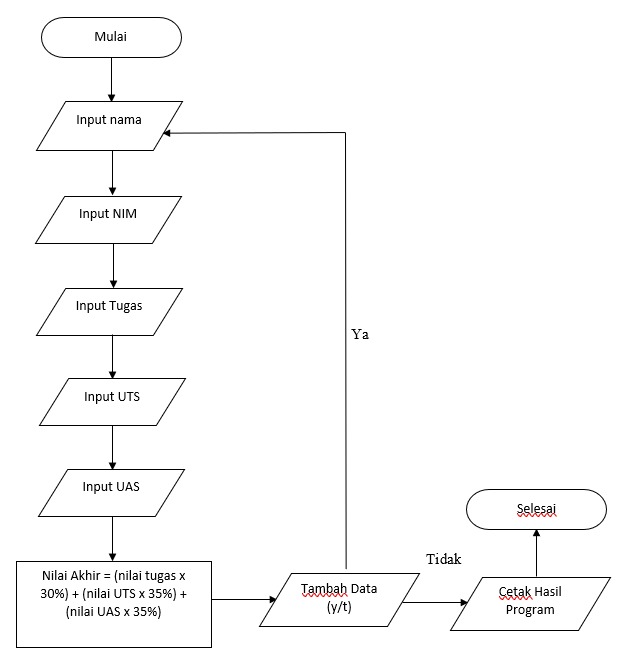 Mulai
Input nama
Input NIM
Input Tugas
Ya
Input UTS
Input UAS
Nilai Akhir = (nilai tugas x
30%) + (nilai UTS x 35%) +
(nilai UAS x 35%)
Tambah Data
(y/t)
Tidak
Cetak Hasil
Program
Selesai